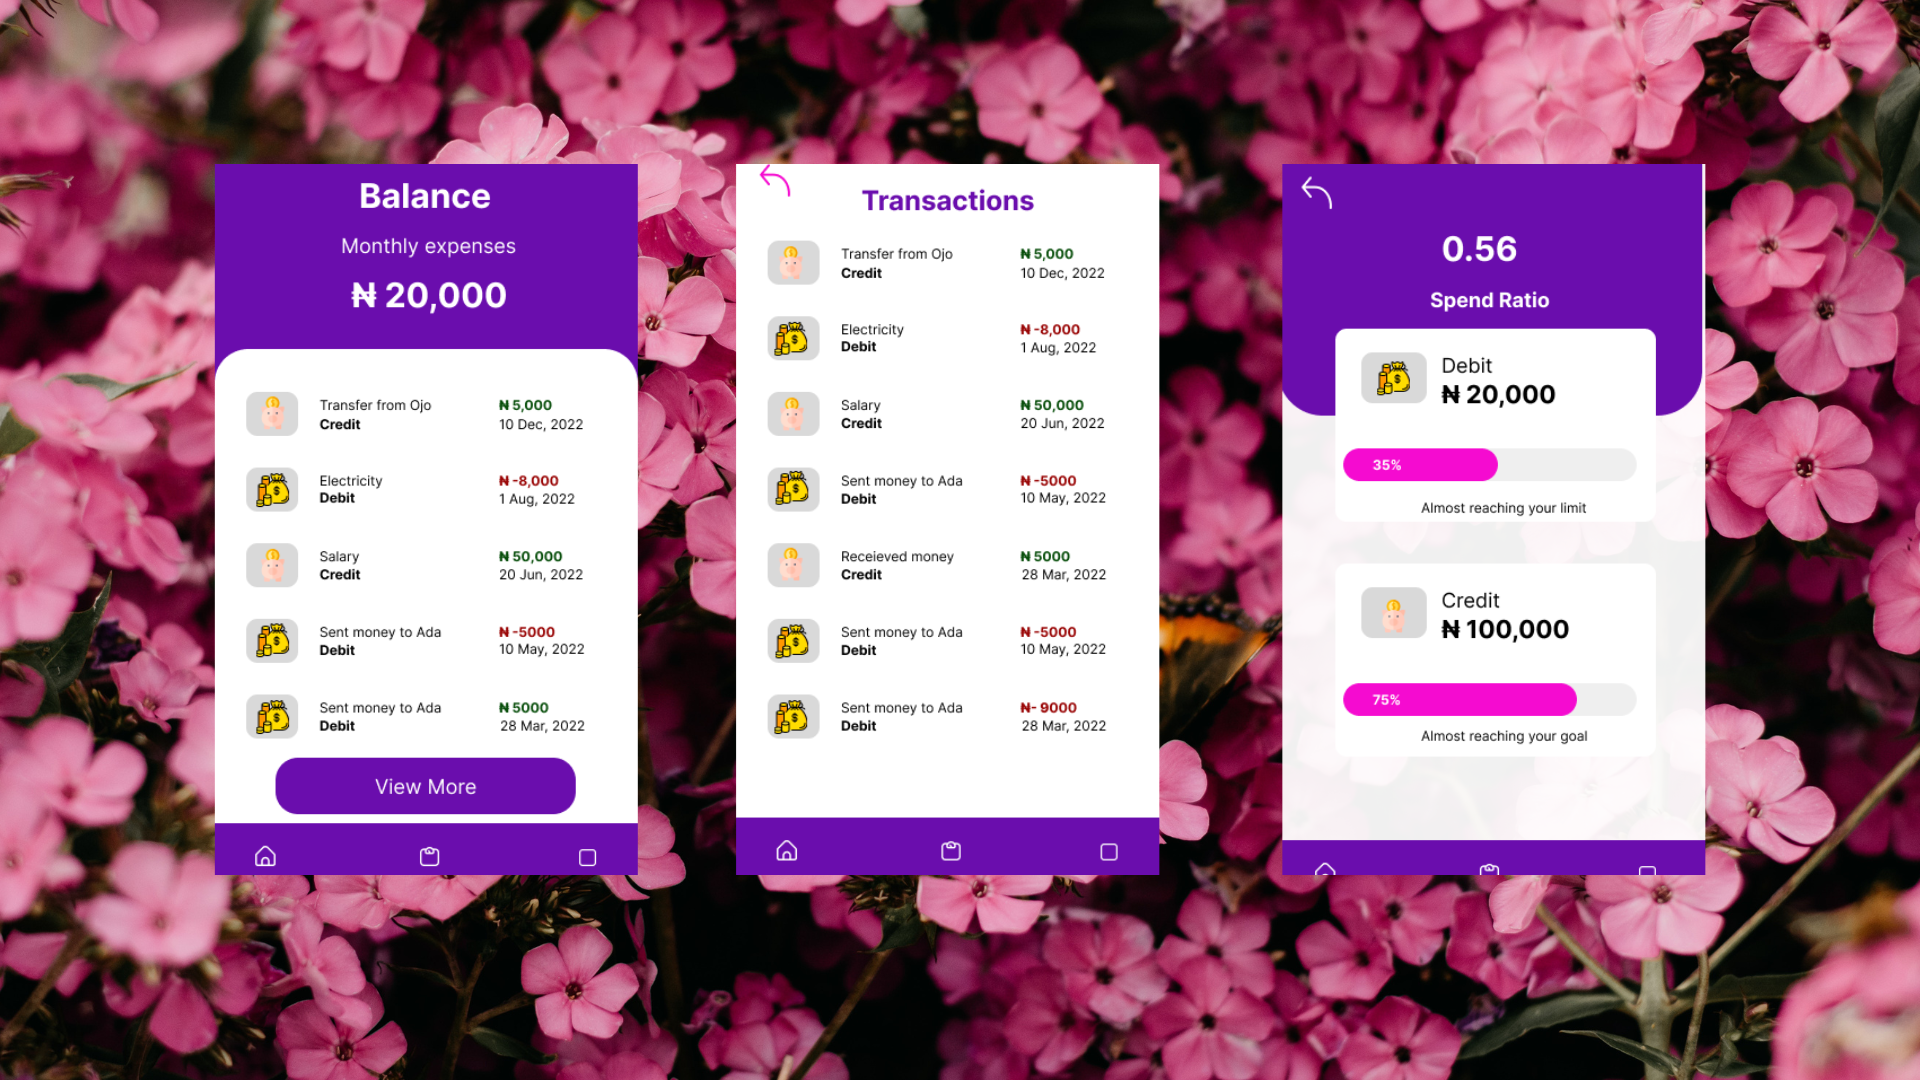 Balance
Monthly expenses
₦ 20,000
Transfer from Ojo ₦ 5,000
Credit 10 Dec, 2022
Electricity ₦ -8,000
Debit 1 Aug, 2022
Salary ₦ 50,000
Credit 20 Jun, 2022
Sent money to Ada ₦ -5000
Debit 10 May, 2022
Sent money to Ada ₦ 5000
Debit 28 Mar, 2022
View More
Transactions
Transfer from Ojo ₦ 5,000
Credit 10 Dec, 2022
Electricity ₦ -8,000
Debit 1 Aug, 2022
Salary ₦ 50,000
Credit 20 Jun, 2022
Sent money to Ada ₦ -5000
Debit 10 May, 2022
Receieved money ₦ 5000
Credit 28 Mar, 2022
Sent money to Ada ₦ -5000
Debit 10 May, 2022
Sent money to Ada ₦- 9000
Debit 28 Mar, 2022
0.56
Spend Ratio
Debit
₦ 20,000
35%
Almost reaching your limit
Credit
₦ 100,000
75%
Almost reaching your goal